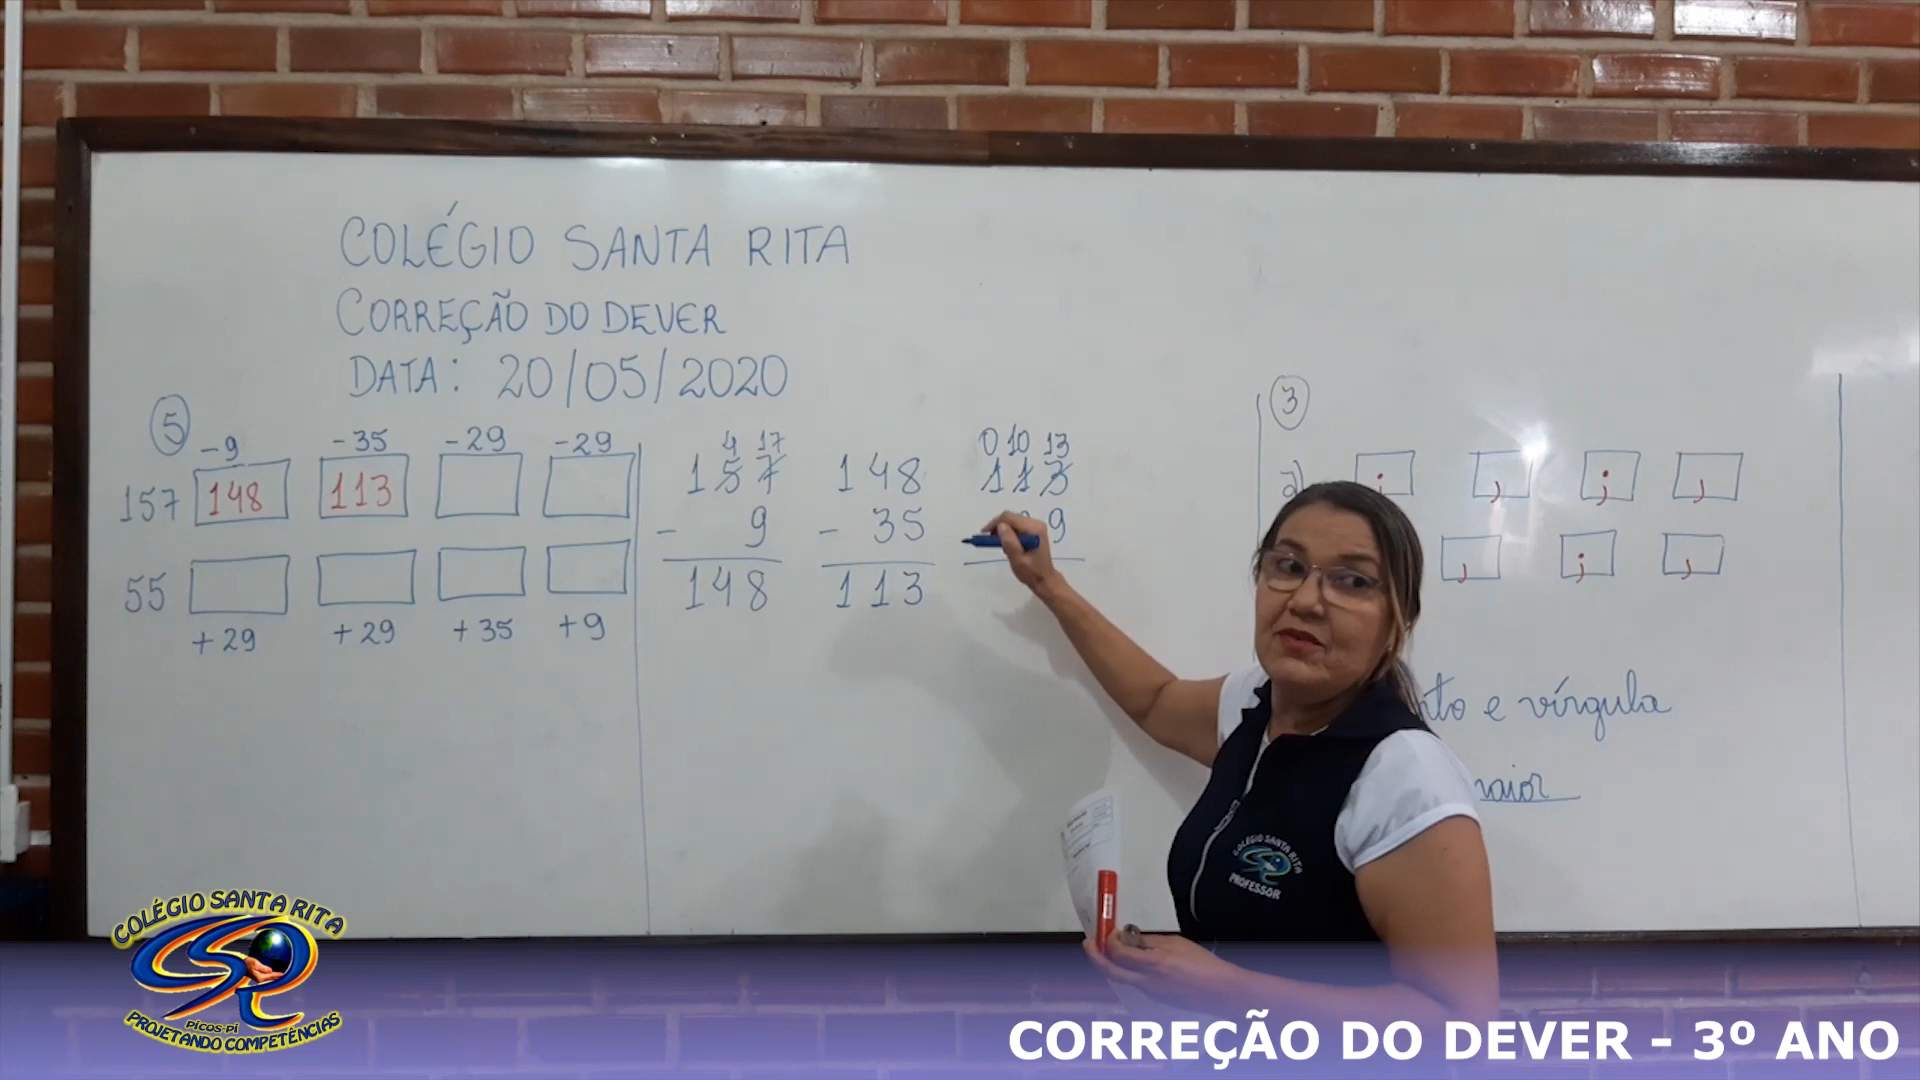 COLÉGIO SANTA RITA
CORREÇÃO DO DEVER
DATA: 20/05/2020
5
-9 -35 -29 -29
157 148 113
55
+29 +29 +35 +9
4 17
157
- 9
148
148
- 35
113
0 10 13
113
9
3
a) ; , ; ,
, ; ,
e vírgula
maior
COLÉGIO SANTA RITA
PROFESSOR
COLÉGIO SANTA RITA
PICOS-PI
PROJETANDO COMPETÊNCIAS
CORREÇÃO DO DEVER - 3º ANO